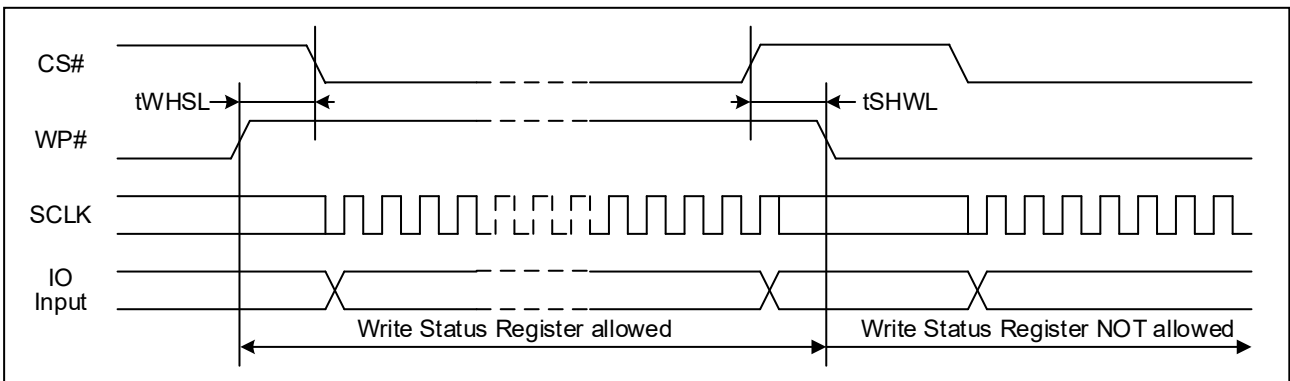 CS#
tWHSL
tSHWL
WP#
SCLK
IO
Input
Write Status Register allowed
Write Status Register NOT allowed